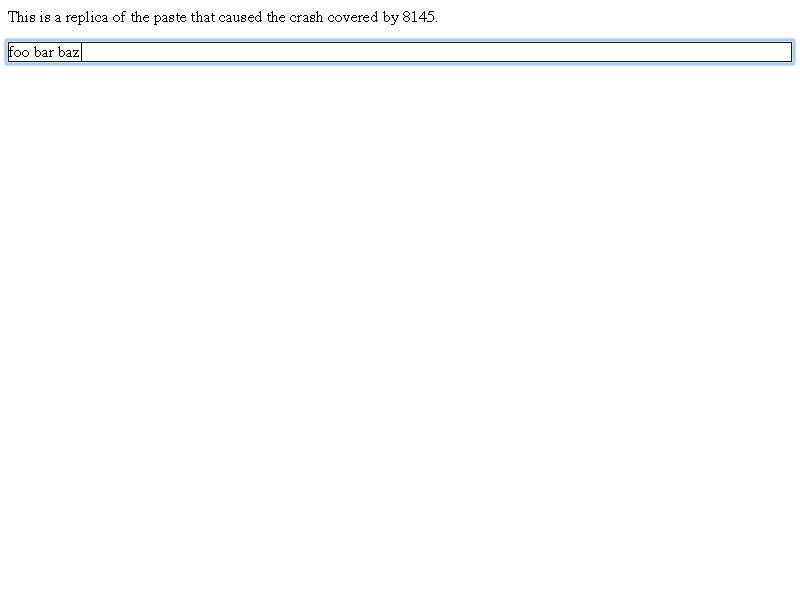 This is a replica of the paste that caused the crash covered by 8145.
foo bar baz